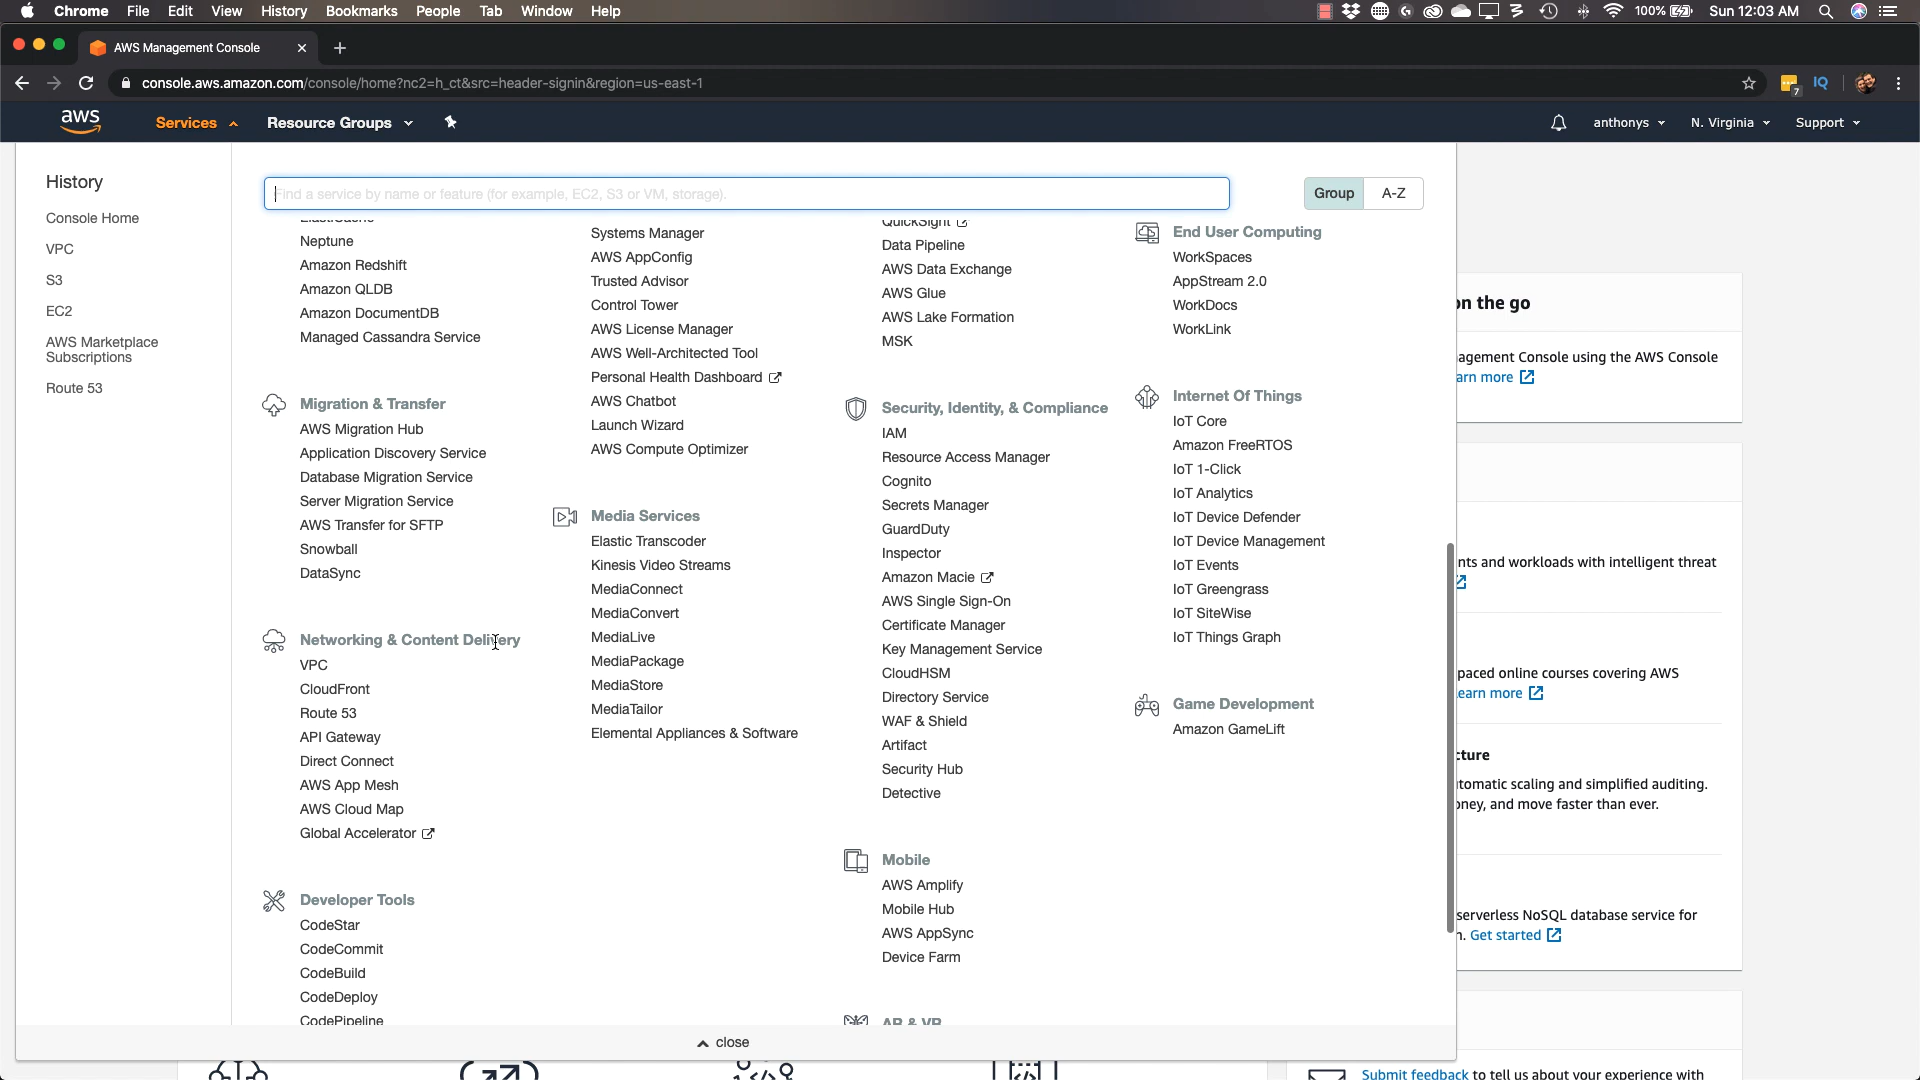 Chrome File Edit View History Bookmarks People Tab Window Help
100% Sun 12:03 AM
AWS Management Console
console.aws.amazon.com/console/home?nc2=h_ct&src=header-signin&region=us-east-1
7
IQ
aws
Services
Resource Groups
anthonys
N. Virginia
Support
History
Console Home
VPC
S3
EC2
AWS Marketplace
Subscriptions
Route 53
Find a service by name or feature (for example, EC2, S3 or VM, storage).
Group
A-Z
ElastiCache
Neptune
Amazon Redshift
Amazon QLDB
Amazon DocumentDB
Managed Cassandra Service
Migration & Transfer
AWS Migration Hub
Application Discovery Service
Database Migration Service
Server Migration Service
AWS Transfer for SFTP
Snowball
DataSync
Networking & Content Delivery
VPC
CloudFront
Route 53
API Gateway
Direct Connect
AWS App Mesh
AWS Cloud Map
Global Accelerator
Developer Tools
CodeStar
CodeCommit
CodeBuild
CodeDeploy
CodePipeline
Systems Manager
AWS AppConfig
Trusted Advisor
Control Tower
AWS License Manager
AWS Well-Architected Tool
Personal Health Dashboard
AWS Chatbot
Launch Wizard
AWS Compute Optimizer
Media Services
Elastic Transcoder
Kinesis Video Streams
MediaConnect
MediaConvert
MediaLive
MediaPackage
MediaStore
MediaTailor
Elemental Appliances & Software
QuickSight
Data Pipeline
AWS Data Exchange
AWS Glue
AWS Lake Formation
MSK
Security, Identity, & Compliance
IAM
Resource Access Manager
Cognito
Secrets Manager
GuardDuty
Inspector
Amazon Macie
AWS Single Sign-On
Certificate Manager
Key Management Service
CloudHSM
Directory Service
WAF & Shield
Artifact
Security Hub
Detective
Mobile
AWS Amplify
Mobile Hub
AWS AppSync
Device Farm
AR & VR
End User Computing
WorkSpaces
AppStream 2.0
WorkDocs
WorkLink
Internet Of Things
IoT Core
Amazon FreeRTOS
IoT 1-Click
IoT Analytics
IoT Device Defender
IoT Device Management
IoT Events
IoT Greengrass
IoT SiteWise
IoT Things Graph
Game Development
Amazon GameLift
close
on the go
agement Console using the AWS Console
arn more
nts and workloads with intelligent threat
paced online courses covering AWS
earn more
cture
tomatic scaling and simplified auditing.
oney, and move faster than ever.
serverless NoSQL database service for
n. Get started
Submit feedback to tell us about your experience with